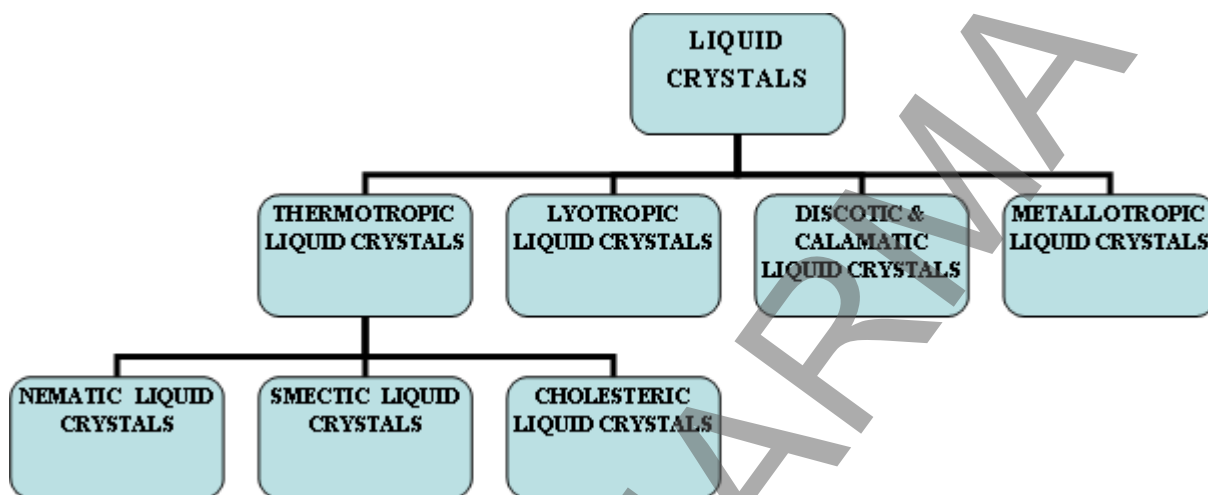 LIQUID
CRYSTALS
THERMOTROPIC
LIQUID CRYSTALS
LYOTROPIC
LIQUID CRYSTALS
DISCOTIC &
CALAMATIC
LIQUID CRYSTALS
METALLOTROPIC
LIQUID CRYSTALS
NEMATIC LIQUID
CRYSTALS
SMECTIC LIQUID
CRYSTALS
CHOLESTERIC
LIQUID CRYSTALS
ARMA